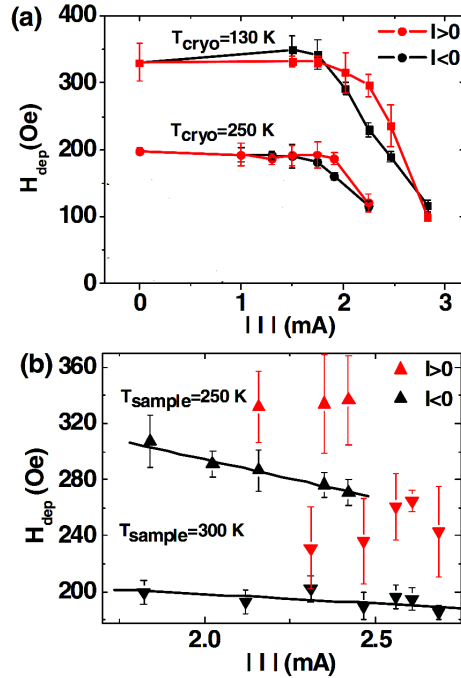 (a)
T_cryo=130 K
I>0
I<0
T_cryo=250 K
H_dep(Oe)
400
300
200
100
0
0 1 2 3
| I | (mA)
(b)
I>0
I<0
T_sample=250 K
T_sample=300 K
H_dep(Oe)
360
320
280
240
200
2.0 2.5
| I | (mA)